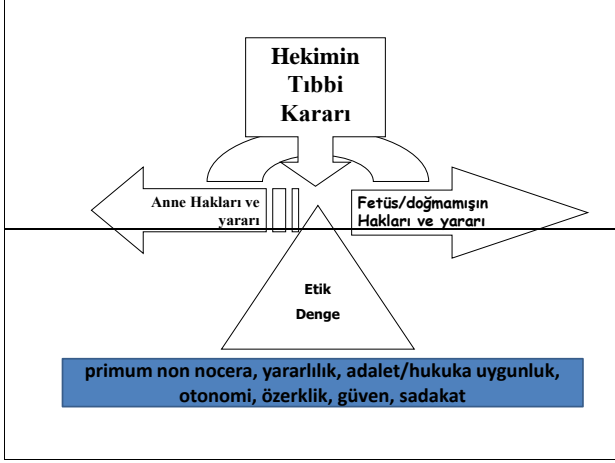 Hekimin
Tıbbi
Kararı
Anne Hakları ve
yararı
Fetüs/doğmamışın
Hakları ve yararı
Etik
Denge
primum non nocera, yararlılık, adalet/hukuka uygunluk,
otonomi, özerklik, güven, sadakat